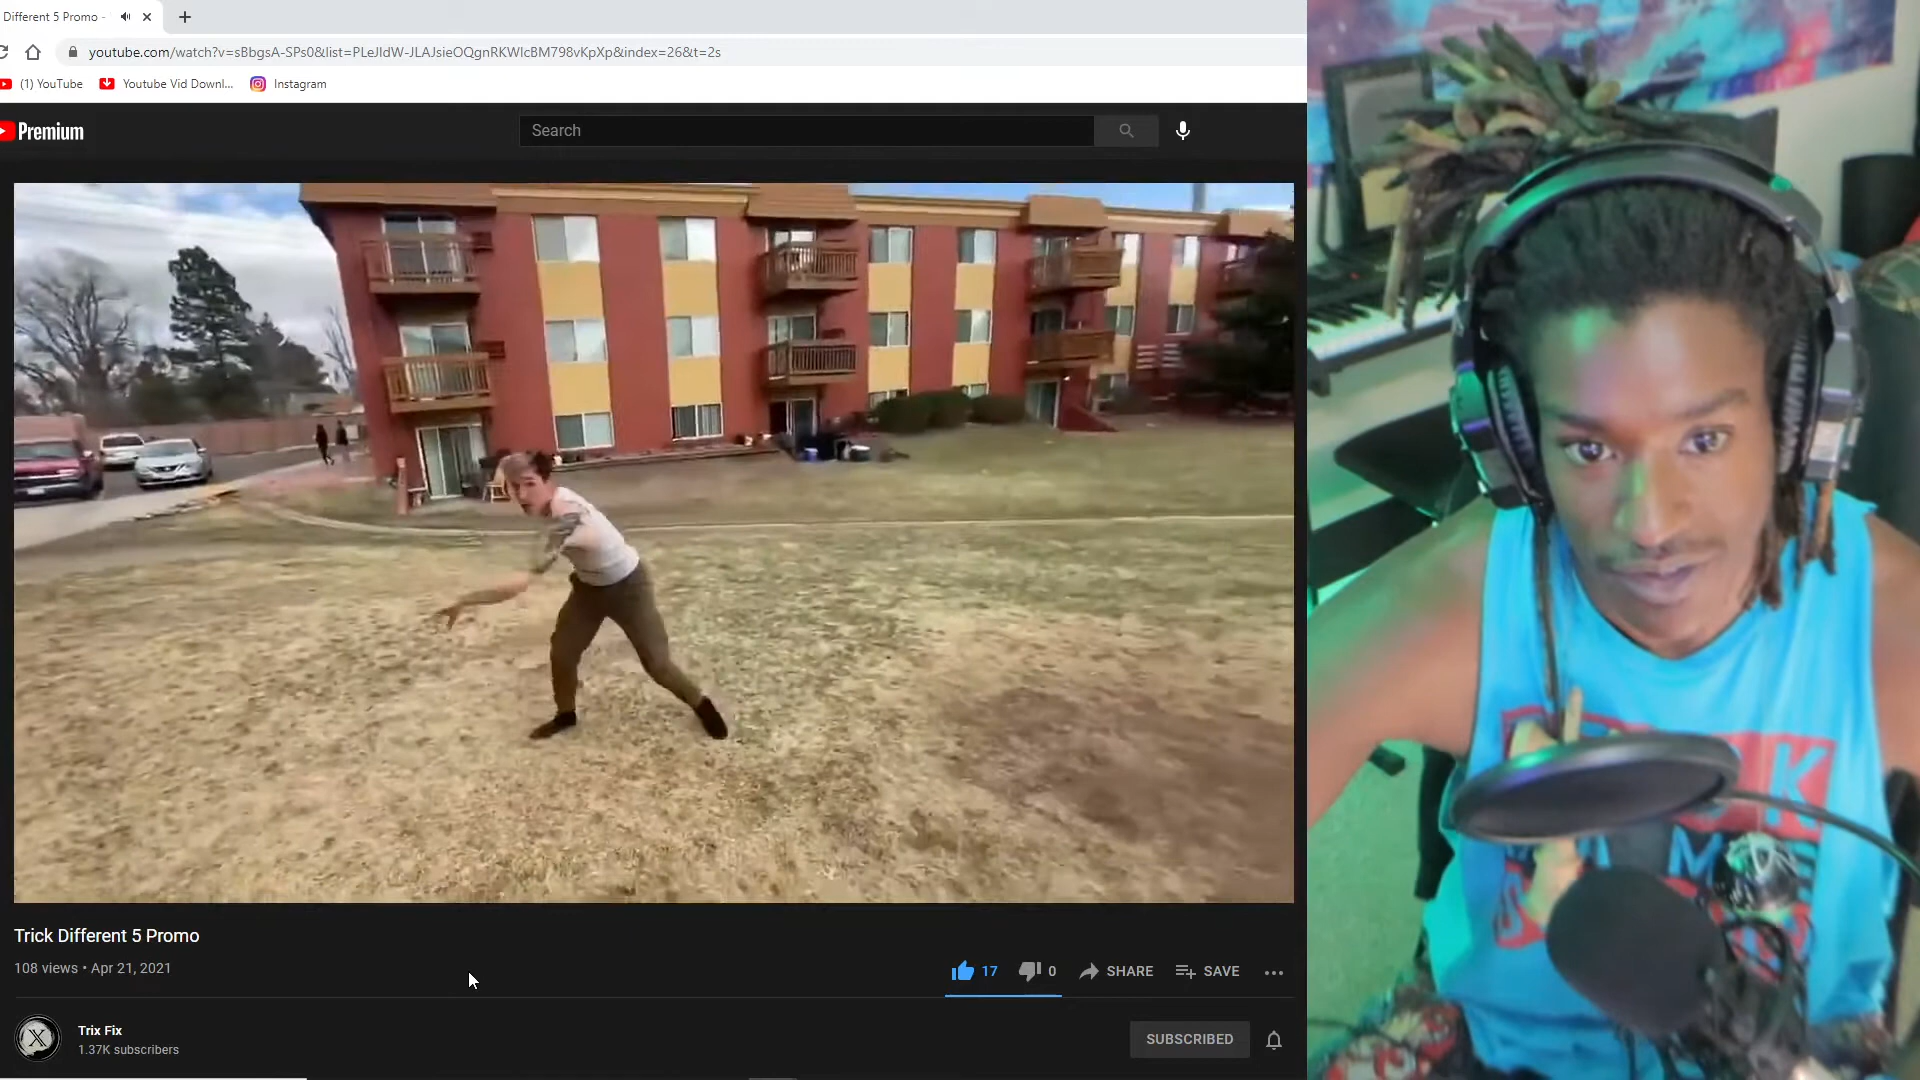 Different 5 Promo -
youtube.com/watch?v=sBbgsA-SPs0&list=PLeJIdW-JLAJsieOQgnRKWIcBM798vKpXp&index=26&t=2s
(1) YouTube
Youtube Vid Downl...
Instagram
Premium
Search
Trick Different 5 Promo
108 views • Apr 21, 2021
17
0
SHARE
SAVE
Trix Fix
1.37K subscribers
SUBSCRIBED